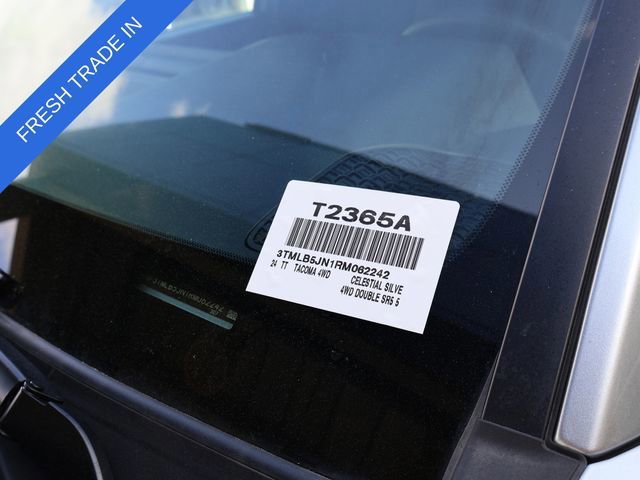 FRESH TRADE IN
T2365A
3TMLB5JN1RM062242
24 TT TACOMA 4WD CELESTIAL SILVE
4WD DOUBLE SR5 5